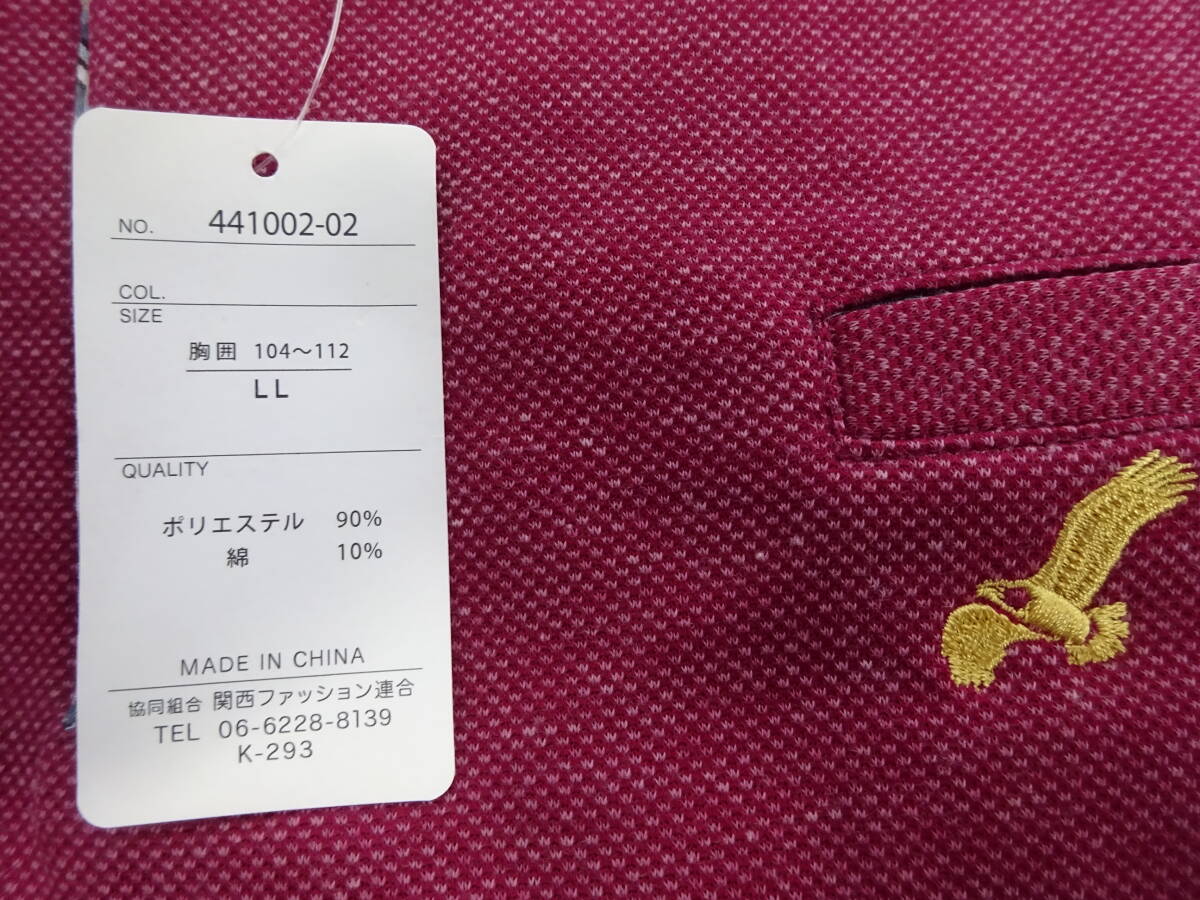 NO. 441002-02
COL.
SIZE
胸囲 104～112
LL
QUALITY
ポリエステル 90%
綿 10%
MADE IN CHINA
協同組合 関西ファッション連合
TEL 06-6228-8139
K-293